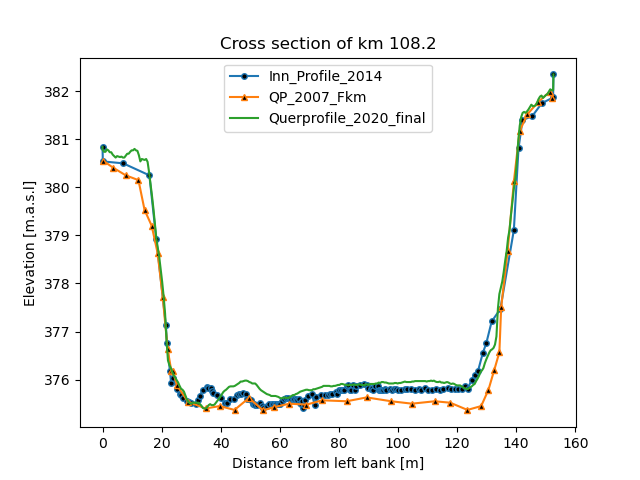 Cross section of km 108.2
Inn_Profile_2014
QP_2007_Fkm
Querprofile_2020_final
Elevation [m.a.s.l]
382
381
380
379
378
377
376
0 20 40 60 80 100 120 140 160
Distance from left bank [m]